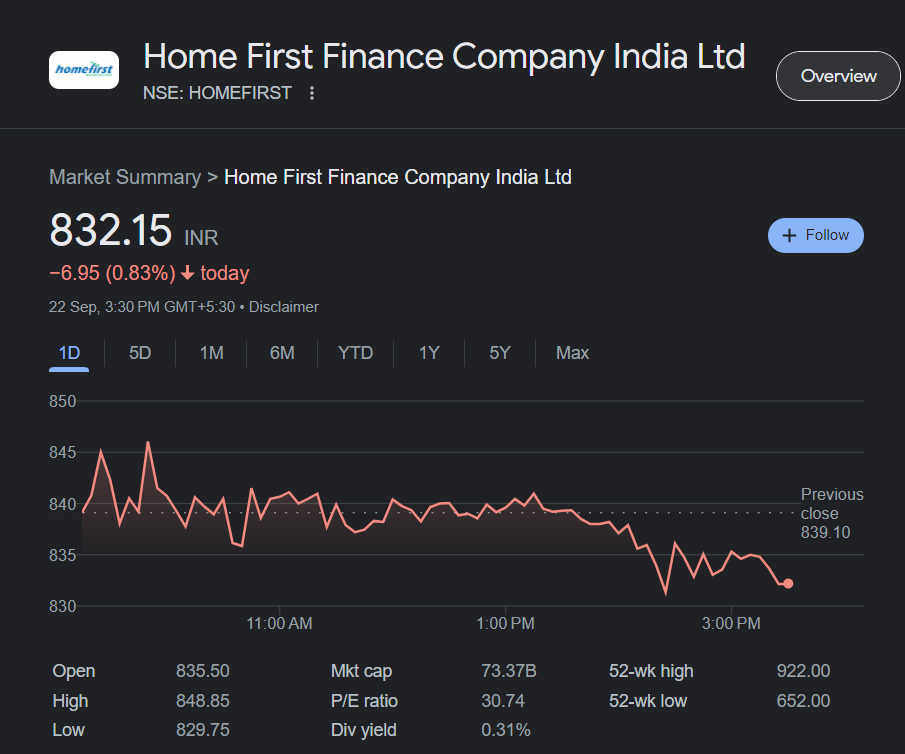 homefirst
Home First Finance Company India Ltd
NSE: HOMEFIRST
Overview
Market Summary > Home First Finance Company India Ltd
832.15 INR
+ Follow
−6.95 (0.83%) ↓ today
22 Sep, 3:30 PM GMT+5:30 • Disclaimer
1D 5D 1M 6M YTD 1Y 5Y Max
850
845
840
835
830
Previous
close
839.10
11:00 AM 1:00 PM 3:00 PM
Open 835.50 Mkt cap 73.37B 52-wk high 922.00
High 848.85 P/E ratio 30.74 52-wk low 652.00
Low 829.75 Div yield 0.31%